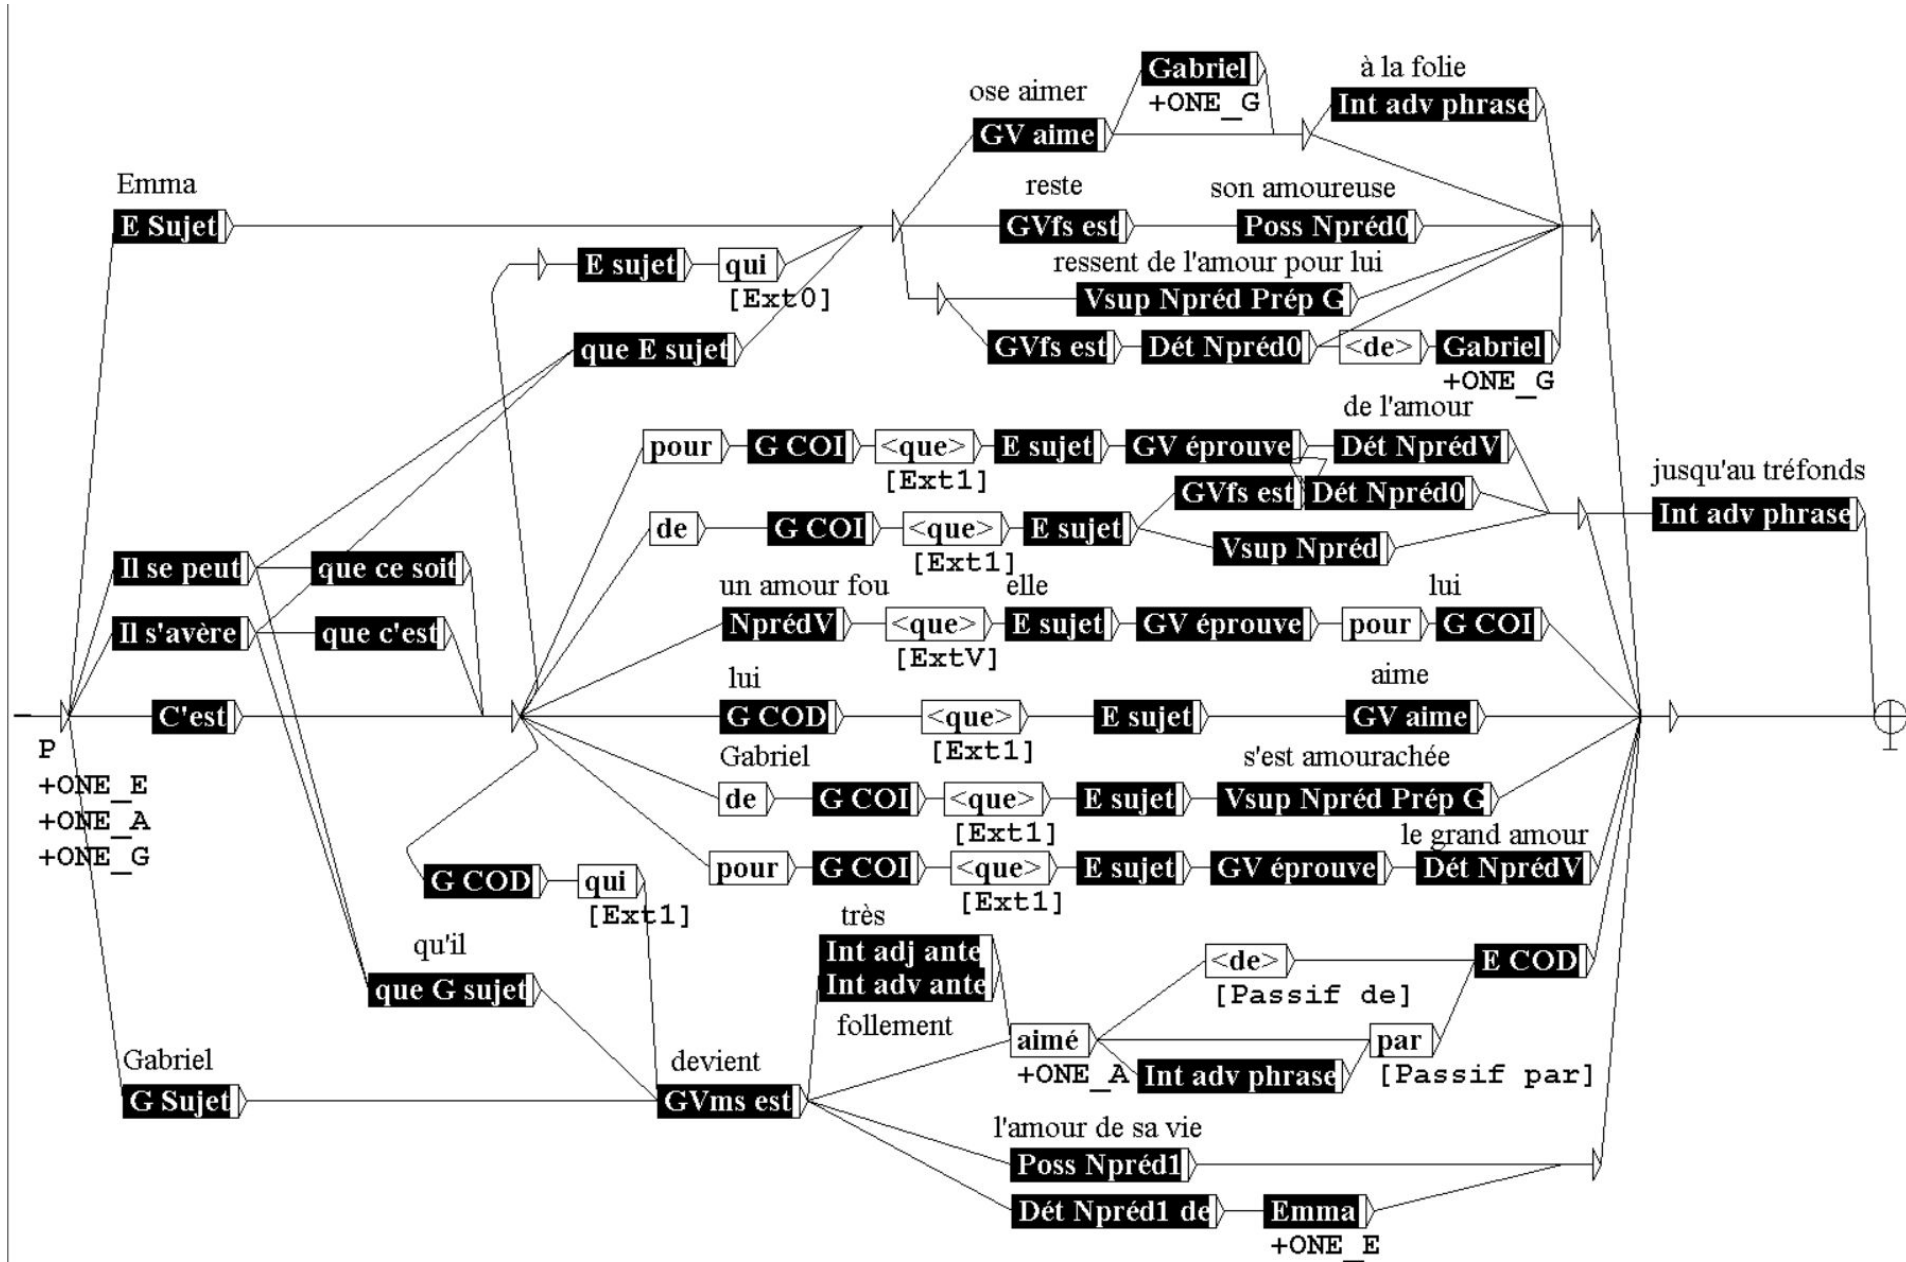 Gabriel
+ONE_G
à la folie
Int adv phrase
ose aimer
GV aime
Emma
E Sujet
reste
GVfs est
son amoureuse
Poss Npréd0
E sujet
qui
[Ext0]
ressent de l'amour pour lui
Vsup Npréd Prép G
que E sujet
GVfs est
Dét Npréd0
<de>
Gabriel
+ONE_G
de l'amour
pour
G COI
<que>
[Ext1]
E sujet
GV éprouve
Dét NprédV
jusqu'au tréfonds
Int adv phrase
GVfs est
Dét Npréd0
de
G COI
<que>
[Ext1]
E sujet
Vsup Npréd
Il se peut
que ce soit
un amour fou
elle
lui
NprédV
<que>
[ExtV]
E sujet
GV éprouve
pour
G COI
Il s'avère
que c'est
lui
aime
C'est
G COD
<que>
[Ext1]
E sujet
GV aime
P
+ONE_E
+ONE_A
+ONE_G
Gabriel
s'est amourachée
de
G COI
<que>
[Ext1]
E sujet
Vsup Npréd Prép G
le grand amour
pour
G COI
<que>
[Ext1]
E sujet
GV éprouve
Dét NprédV
G COD
qui
[Ext1]
qu'il
que G sujet
très
Int adj ante
Int adv ante
follement
<de>
[Passif de]
E COD
aimé
+ONE_A
Int adv phrase
par
[Passif par]
Gabriel
G Sujet
devient
GVms est
l'amour de sa vie
Poss Npréd1
Dét Npréd1 de
Emma
+ONE_E